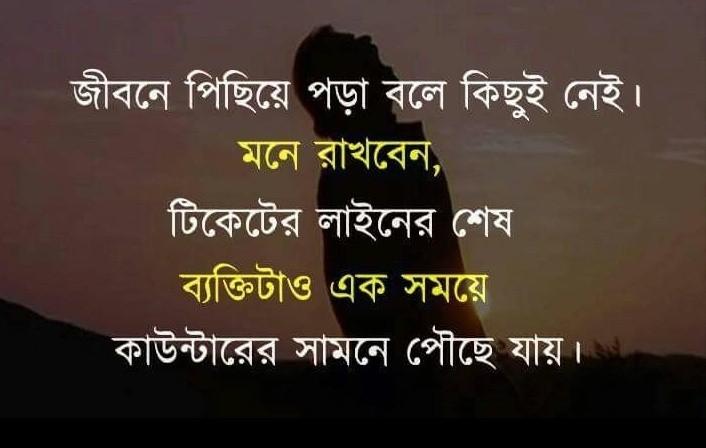 জীবনে পিছিয়ে পড়া বলে কিছুই নেই।
মনে রাখবেন,
টিকেটের লাইনের শেষ
ব্যক্তিটাও এক সময়ে
কাউন্টারের সামনে পৌছে যায়।